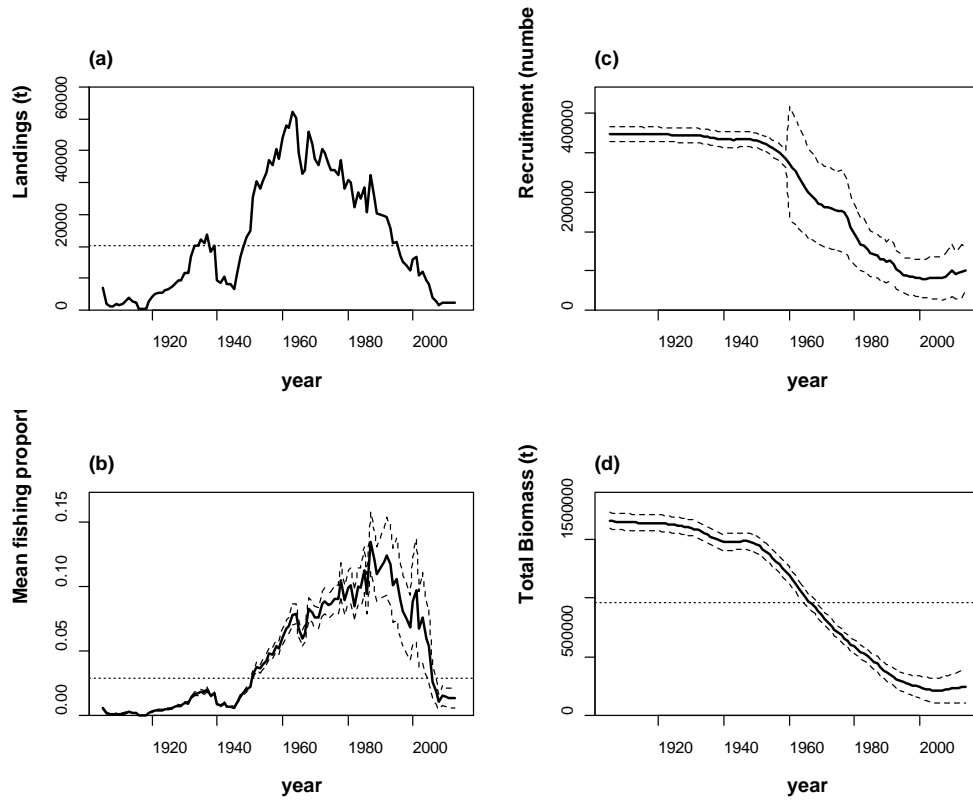 (a)
Landings (t)
0 20000 40000 60000
1920 1940 1960 1980 2000
year
(c)
Recruitment (numbe
0 200000 400000
1920 1940 1960 1980 2000
year
(b)
Mean fishing proport
0.00 0.05 0.10 0.15
1920 1940 1960 1980 2000
year
(d)
Total Biomass (t)
0 500000 1500000
1920 1940 1960 1980 2000
year